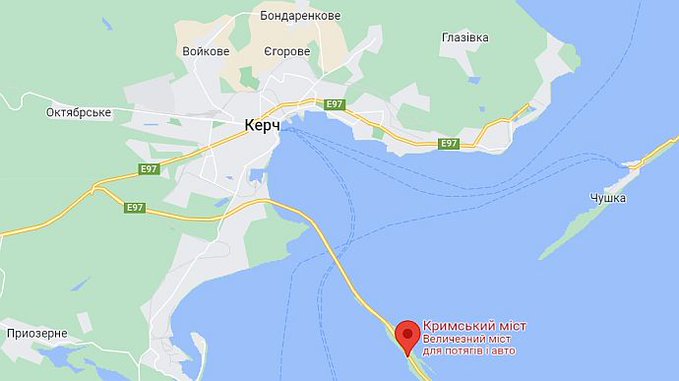 Бондаренкове
Глазівка
Войкове
Єгорове
Октябрське
E97
Керч
E97
E97
Чушка
E97
Кримський міст
Величезний міст
для потягів і авто
Приозерне